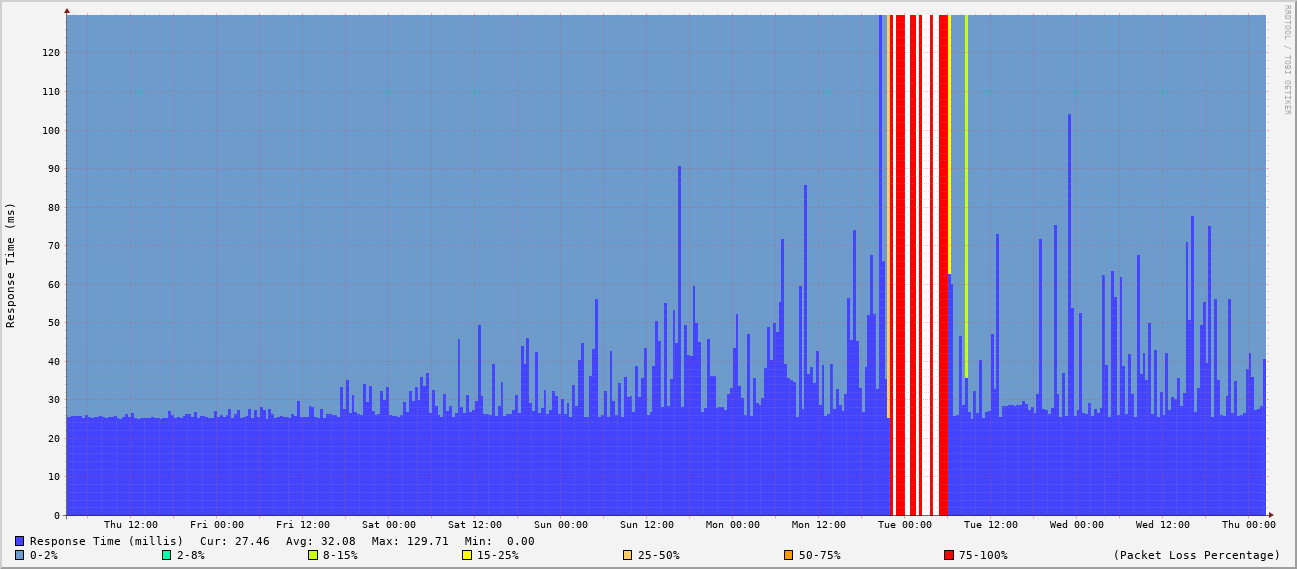 RRDTOOL / TOBI OETIKER
Response Time (ms)
120
110
100
90
80
70
60
50
40
30
20
10
0
Thu 12:00 Fri 00:00 Fri 12:00 Sat 00:00 Sat 12:00 Sun 00:00 Sun 12:00 Mon 00:00 Mon 12:00 Tue 00:00 Tue 12:00 Wed 00:00 Wed 12:00 Thu 00:00
Response Time (millis) Cur: 27.46 Avg: 32.08 Max: 129.71 Min: 0.00
0-2% 2-8% 8-15% 15-25% 25-50% 50-75% 75-100% (Packet Loss Percentage)